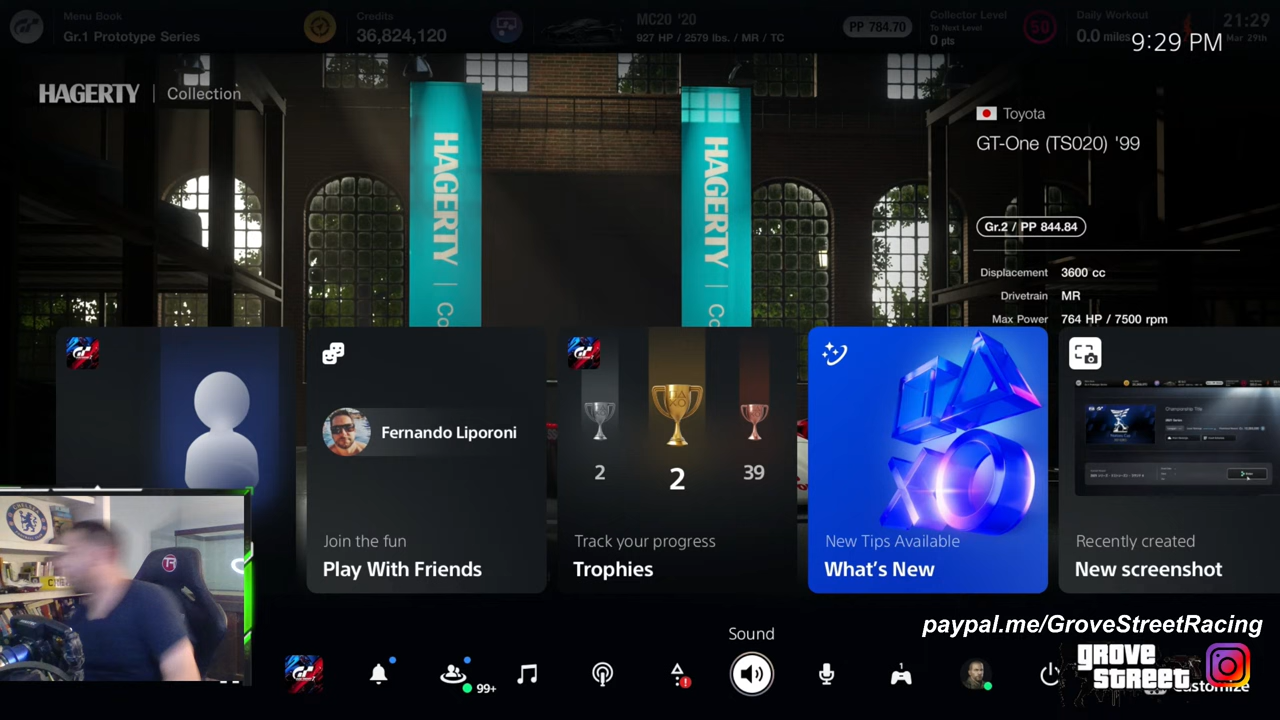 Menu Book
Gr.1 Prototype Series
Credits
36,824,120
MC20 '20
927 HP / 2579 lbs. / MR / TC
PP 784.70
Collector Level
To Next Level
0 pts
50
Daily Workout
0.0 miles
21:29
Mar 29th
9:29 PM
HAGERTY | Collection
HAGERTY | Co
HAGERTY | Co
Toyota
GT-One (TS020) '99
Gr.2 / PP 844.84
Displacement 3600 cc
Drivetrain MR
Max Power 764 HP / 7500 rpm
Fernando Liporoni
Join the fun
Play With Friends
2
2
39
Track your progress
Trophies
New Tips Available
What's New
Recently created
New screenshot
Sound
99+
paypal.me/GroveStreetRacing
GROVE
STREET
Customize